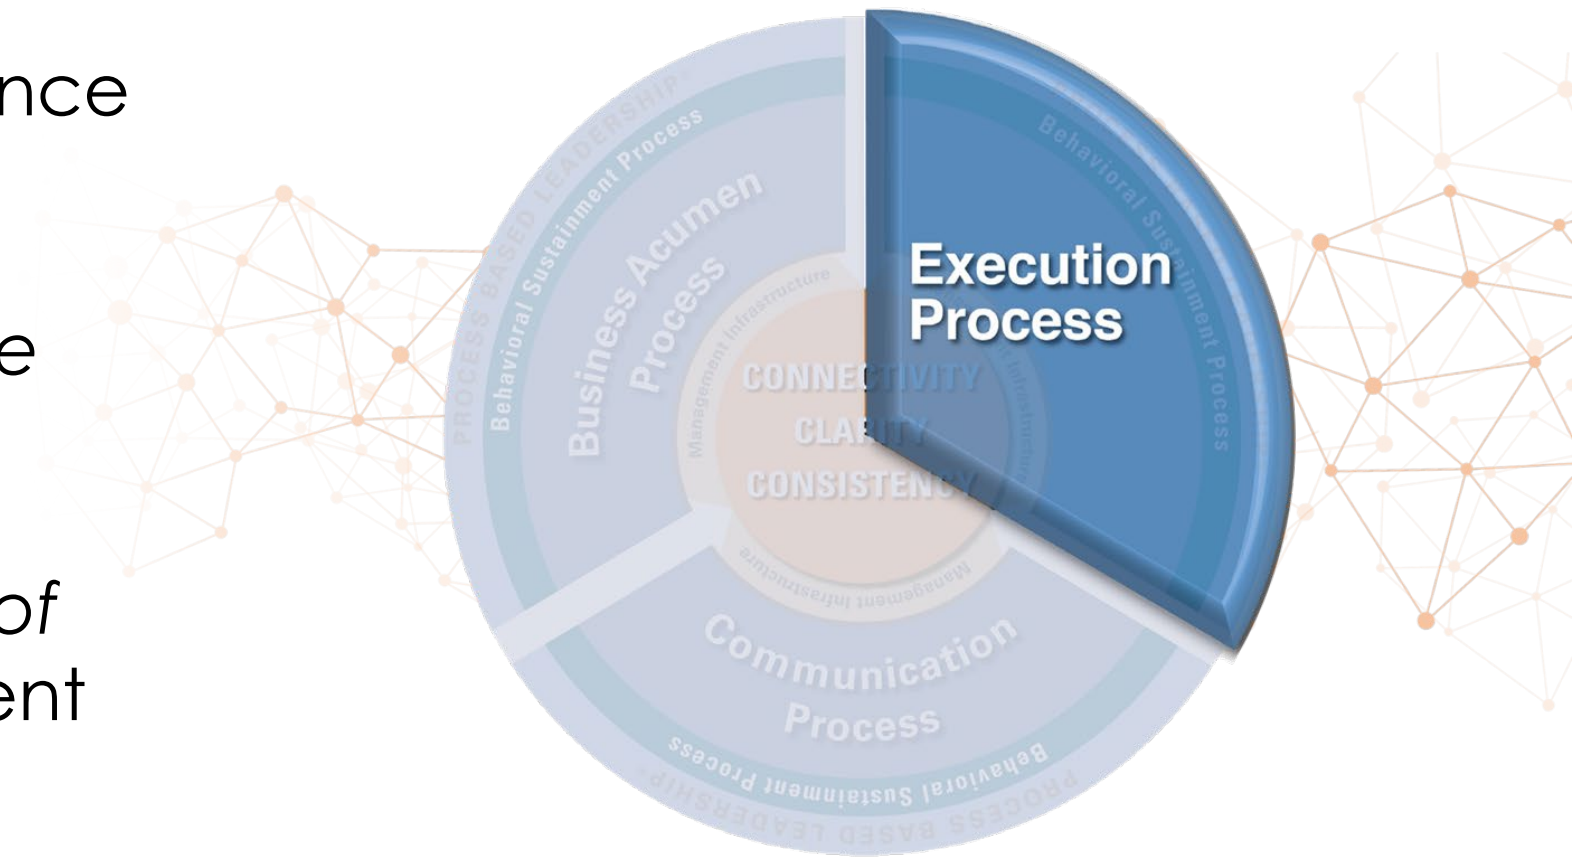 nce
e
of
ent
PROCESS BASED LEADERSHIP®
Behavioral Sustainment Process
Business Acumen
Process
Management Infrastructure
Execution
Process
Behavioral Sustainment Process
Infrastructure
CONNECTIVITY
CLARITY
CONSISTENCY
Management Infrastructure
Communication
Process
Behavioral Sustainment Process
PROCESS BASED LEADERSHIP®